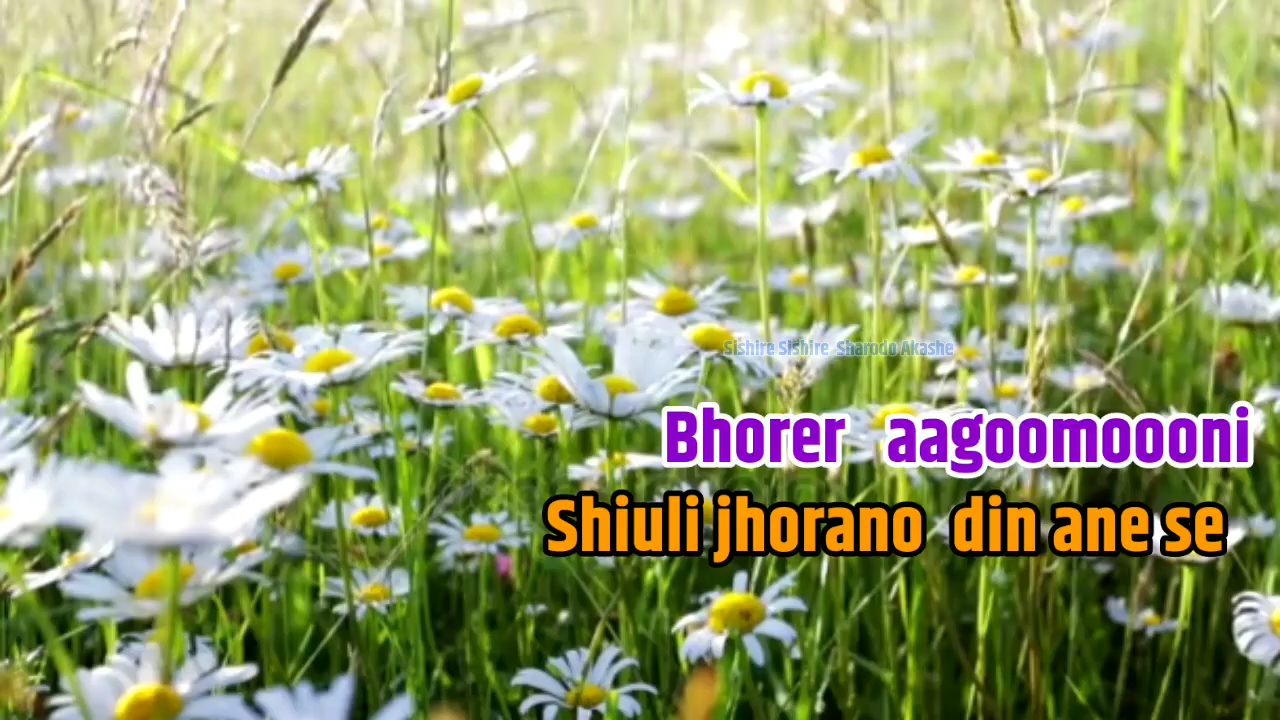 Sishire Sishire Sharodo Akashe
Bhorer aagoomoooni
Shiuli jhorano din ane se